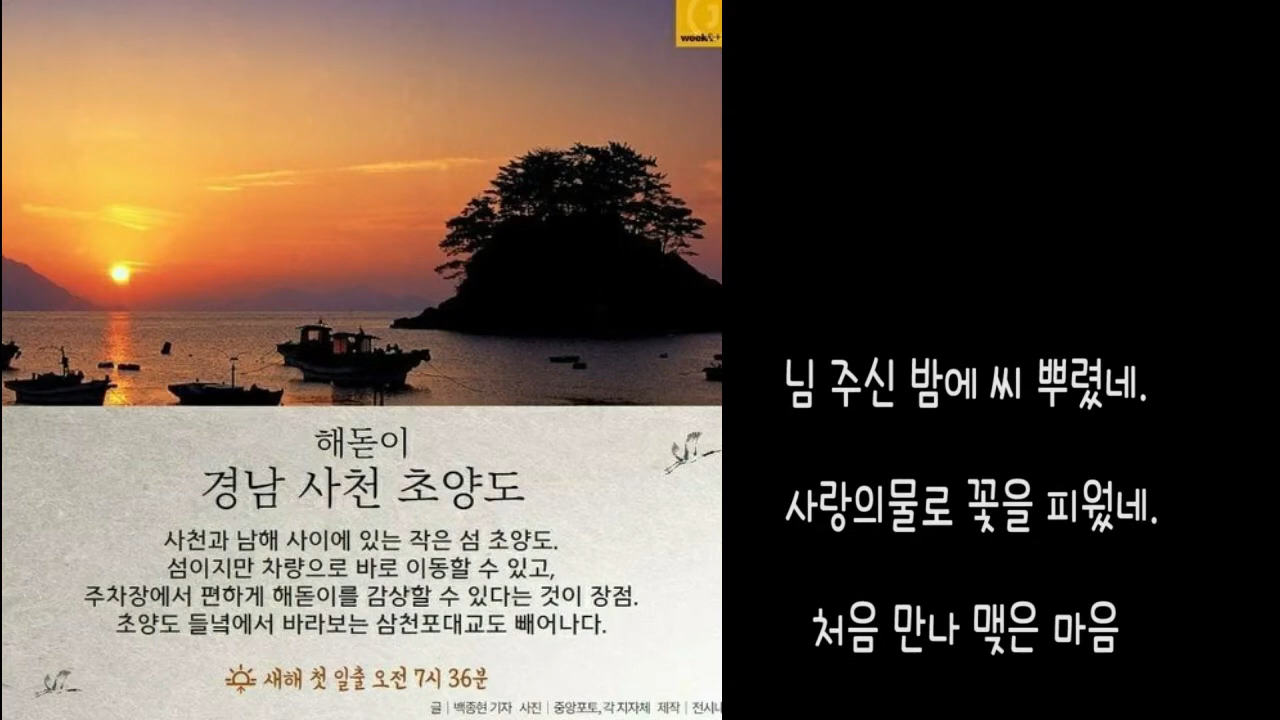 week&+
해돋이
경남 사천 초양도
사천과 남해 사이에 있는 작은 섬 초양도.
섬이지만 차량으로 바로 이동할 수 있고,
주차장에서 편하게 해돋이를 감상할 수 있다는 것이 장점.
초양도 들녘에서 바라보는 삼천포대교도 빼어나다.
새해 첫 일출 오전 7시 36분
글 | 백종현 기자 사진 | 중앙포토, 각 지자체 제작 |
님 주신 밤에 씨 뿌렸네.
사랑의물로 꽃을 피웠네.
처음 만나 맺은 마음